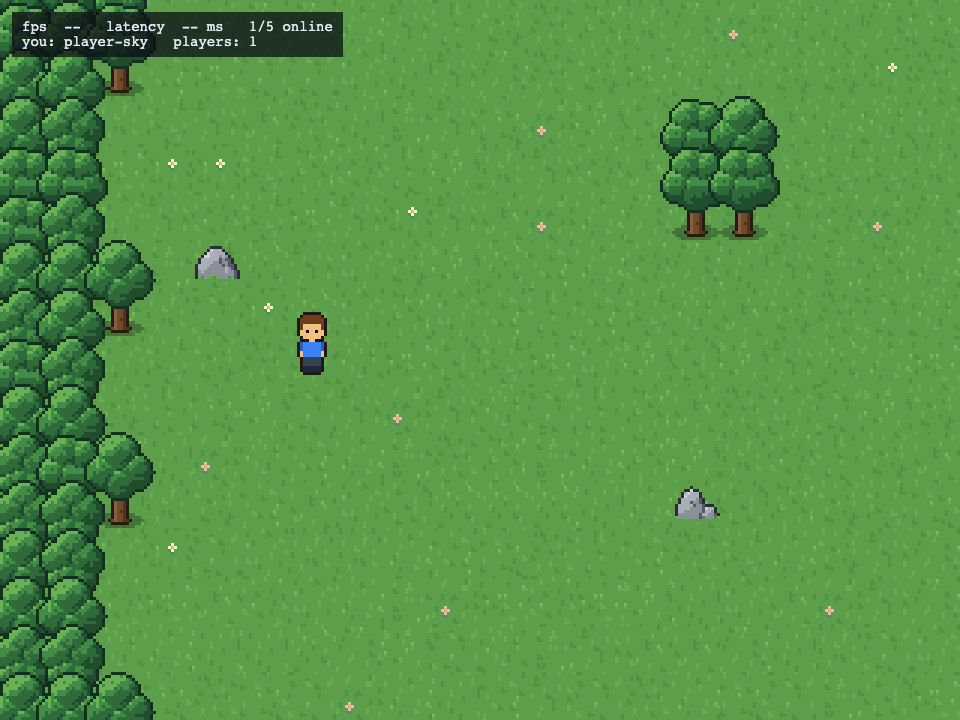 fps  --   latency  -- ms   1/5 online
you: player-sky   players: 1